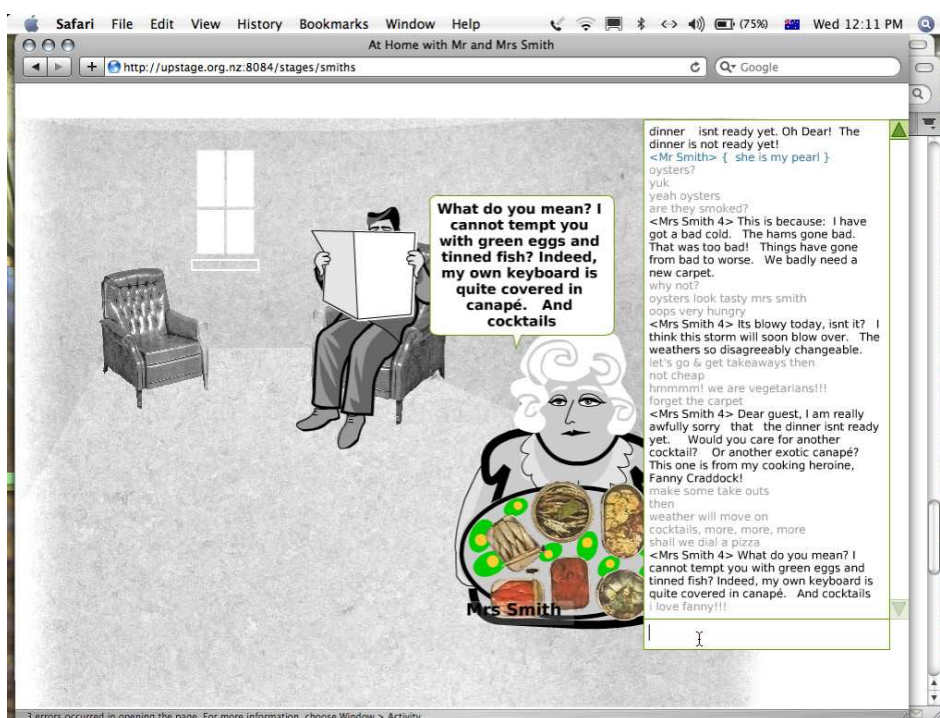 Safari File Edit View History Bookmarks Window Help (75%) Wed 12:11 PM
At Home with Mr and Mrs Smith
http://upstage.org.nz:8084/stages/smiths
Google
What do you mean? I
cannot tempt you
with green eggs and
tinned fish? Indeed,
my own keyboard is
quite covered in
canapé. And
cocktails
Mrs Smith
dinner isnt ready yet. Oh Dear! The
dinner is not ready yet!
<Mr Smith> { she is my pearl }
oysters?
yuk
yeah oysters
are they smoked?
<Mrs Smith 4> This is because: I have
got a bad cold. The hams gone bad.
That was too bad! Things have gone
from bad to worse. We badly need a
new carpet.
why not?
oysters look tasty mrs smith
oops very hungry
<Mrs Smith 4> Its blowy today, isnt it? I
think this storm will soon blow over. The
weathers so disagreeably changeable.
let's go & get takeaways then
not cheap
hmmmm! we are vegetarians!!!
forget the carpet
<Mrs Smith 4> Dear guest, I am really
awfully sorry that the dinner isnt ready
yet. Would you care for another
cocktail? Or another exotic canapé?
This one is from my cooking heroine,
Fanny Craddock!
make some take outs
then
weather will move on
cocktails, more, more, more
shall we dial a pizza
<Mrs Smith 4> What do you mean? I
cannot tempt you with green eggs and
tinned fish? Indeed, my own keyboard is
quite covered in canapé. And cocktails
i love fanny!!!
3 errors occurred in opening the page. For more information, choose Window > Activity